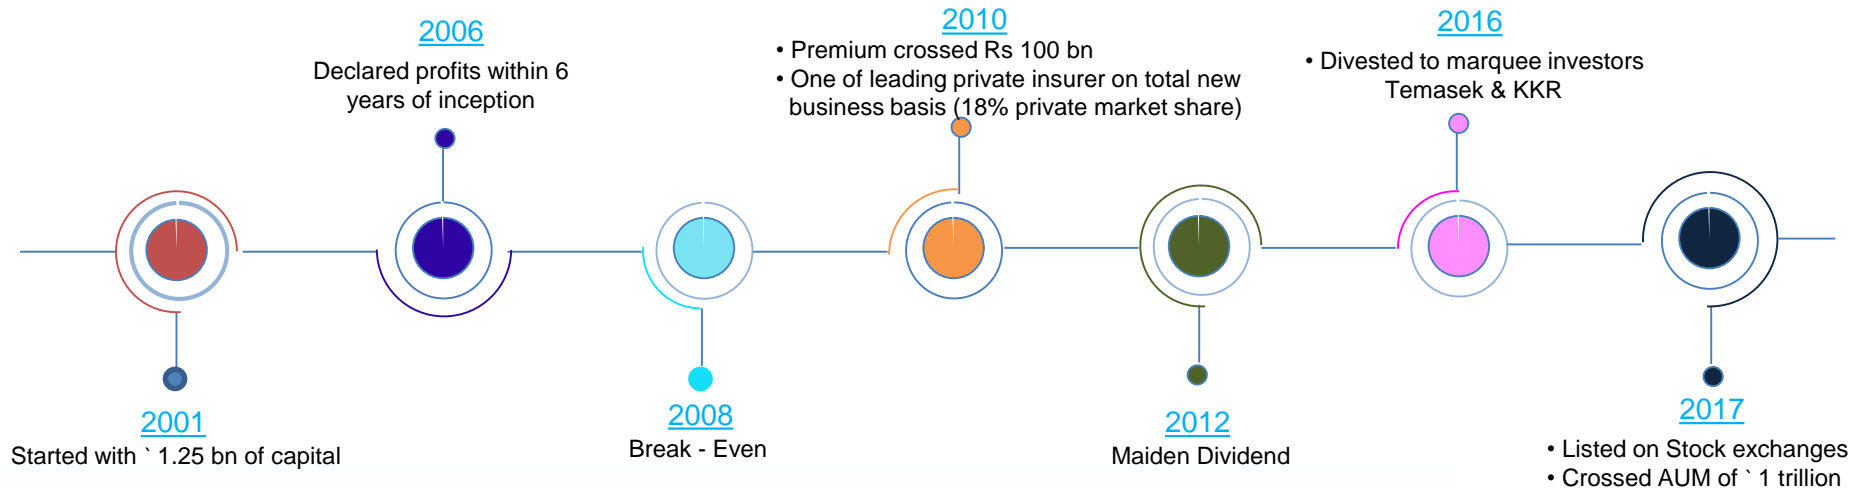 2001
Started with ` 1.25 bn of capital
2006
Declared profits within 6
years of inception
2008
Break - Even
2010
• Premium crossed Rs 100 bn
• One of leading private insurer on total new
business basis (18% private market share)
2012
Maiden Dividend
2016
• Divested to marquee investors
Temasek & KKR
2017
• Listed on Stock exchanges
• Crossed AUM of ` 1 trillion